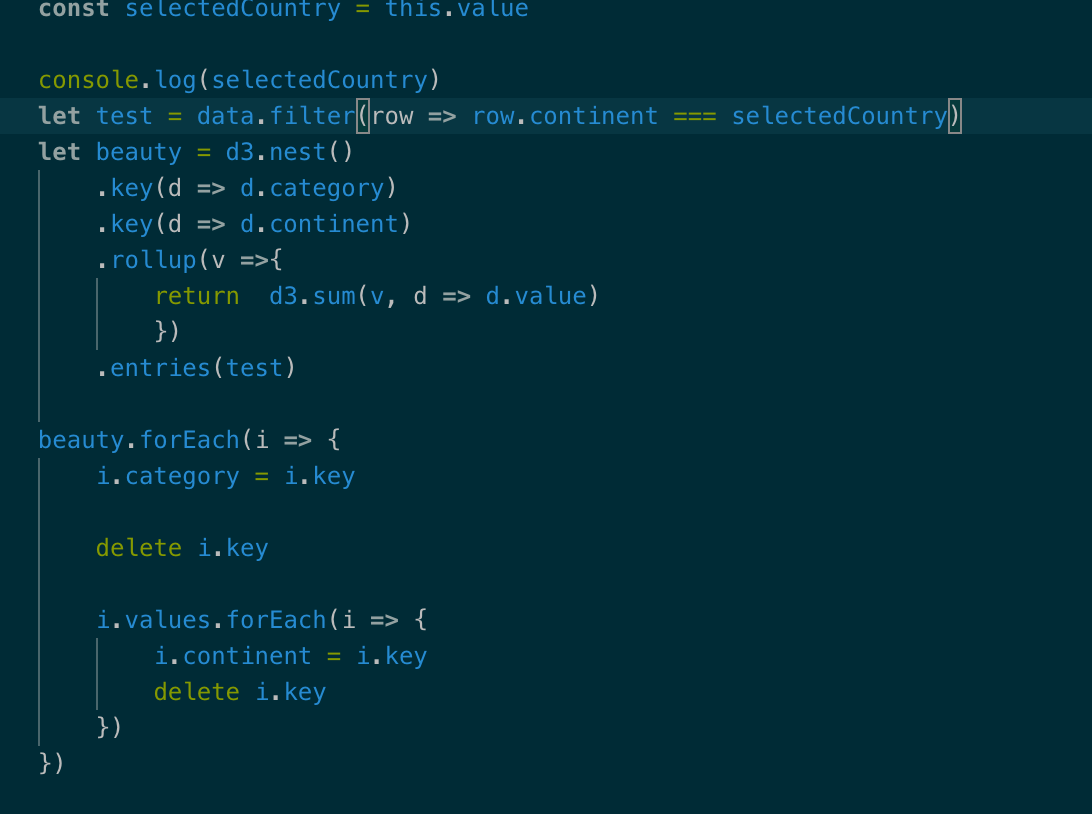 const selectedCountry = this.value
console.log(selectedCountry)
let test = data.filter(row => row.continent === selectedCountry)
let beauty = d3.nest()
.key(d => d.category)
.key(d => d.continent)
.rollup(v =>{
return  d3.sum(v, d => d.value)
})
.entries(test)
beauty.forEach(i => {
i.category = i.key
delete i.key
i.values.forEach(i => {
i.continent = i.key
delete i.key
})
})